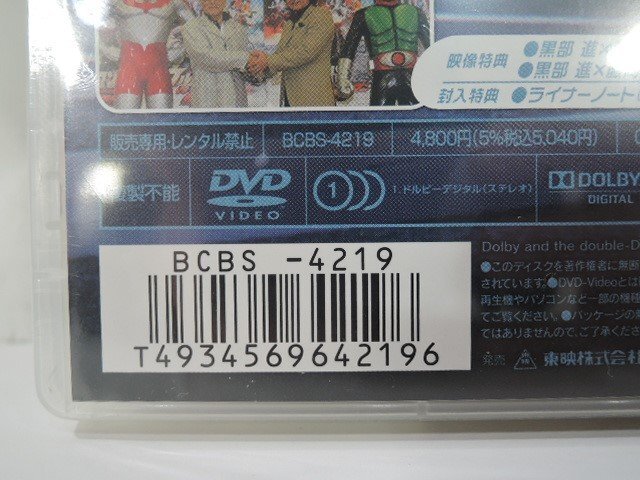 映像特典 ●黒部 進×
●黒部 進×
封入特典 ●ライナーノート
販売専用・レンタル禁止 BCBS-4219 4,800円(5%税込5,040円)
複製不能 DVD VIDEO 1 1.ドルビーデジタル(ステレオ) DOLBY DIGITAL
BCBS -4219
T4934569642196
Dolby and the double-D
●このディスクを著作権者に無断
されています。●DVD-Videoとは
再生機やパソコンなど一部の機種
てご覧ください。●パッケージの
てはありませんので、ご了承くださ
発売 東映株式会社